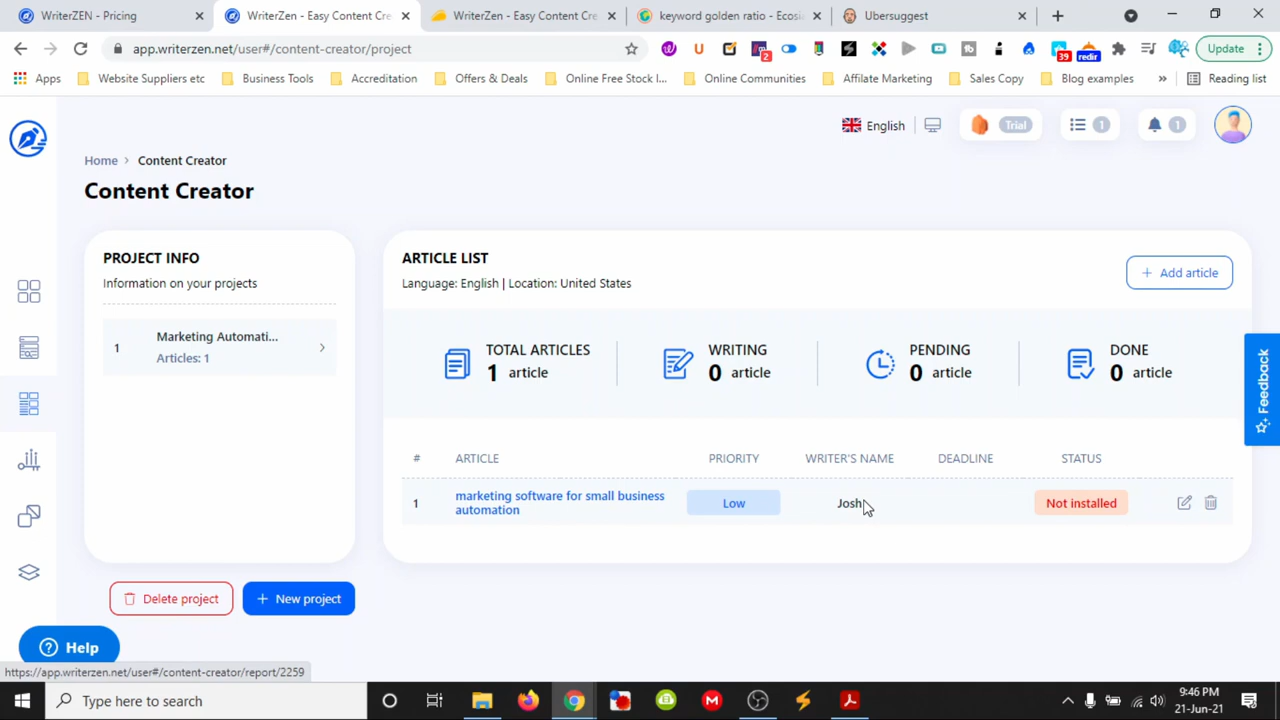 WriterZEN - Pricing
WriterZen - Easy Content Cre
WriterZen - Easy Content Cre
keyword golden ratio - Ecosia
Ubersuggest
app.writerzen.net/user#/content-creator/project
2
39
redir
Update
Apps
Website Suppliers etc
Business Tools
Accreditation
Offers & Deals
Online Free Stock I...
Online Communities
Affilate Marketing
Sales Copy
Blog examples
»
Reading list
English
Trial
1
1
Home > Content Creator
Content Creator
PROJECT INFO
Information on your projects
1
Marketing Automati...
Articles: 1
Delete project
+ New project
Help
ARTICLE LIST
Language: English | Location: United States
+ Add article
TOTAL ARTICLES
1 article
WRITING
0 article
PENDING
0 article
DONE
0 article
# ARTICLE PRIORITY WRITER'S NAME DEADLINE STATUS
1 marketing software for small business automation Low Josh Not installed
Feedback
https://app.writerzen.net/user#/content-creator/report/2259
Type here to search
9:46 PM
21-Jun-21